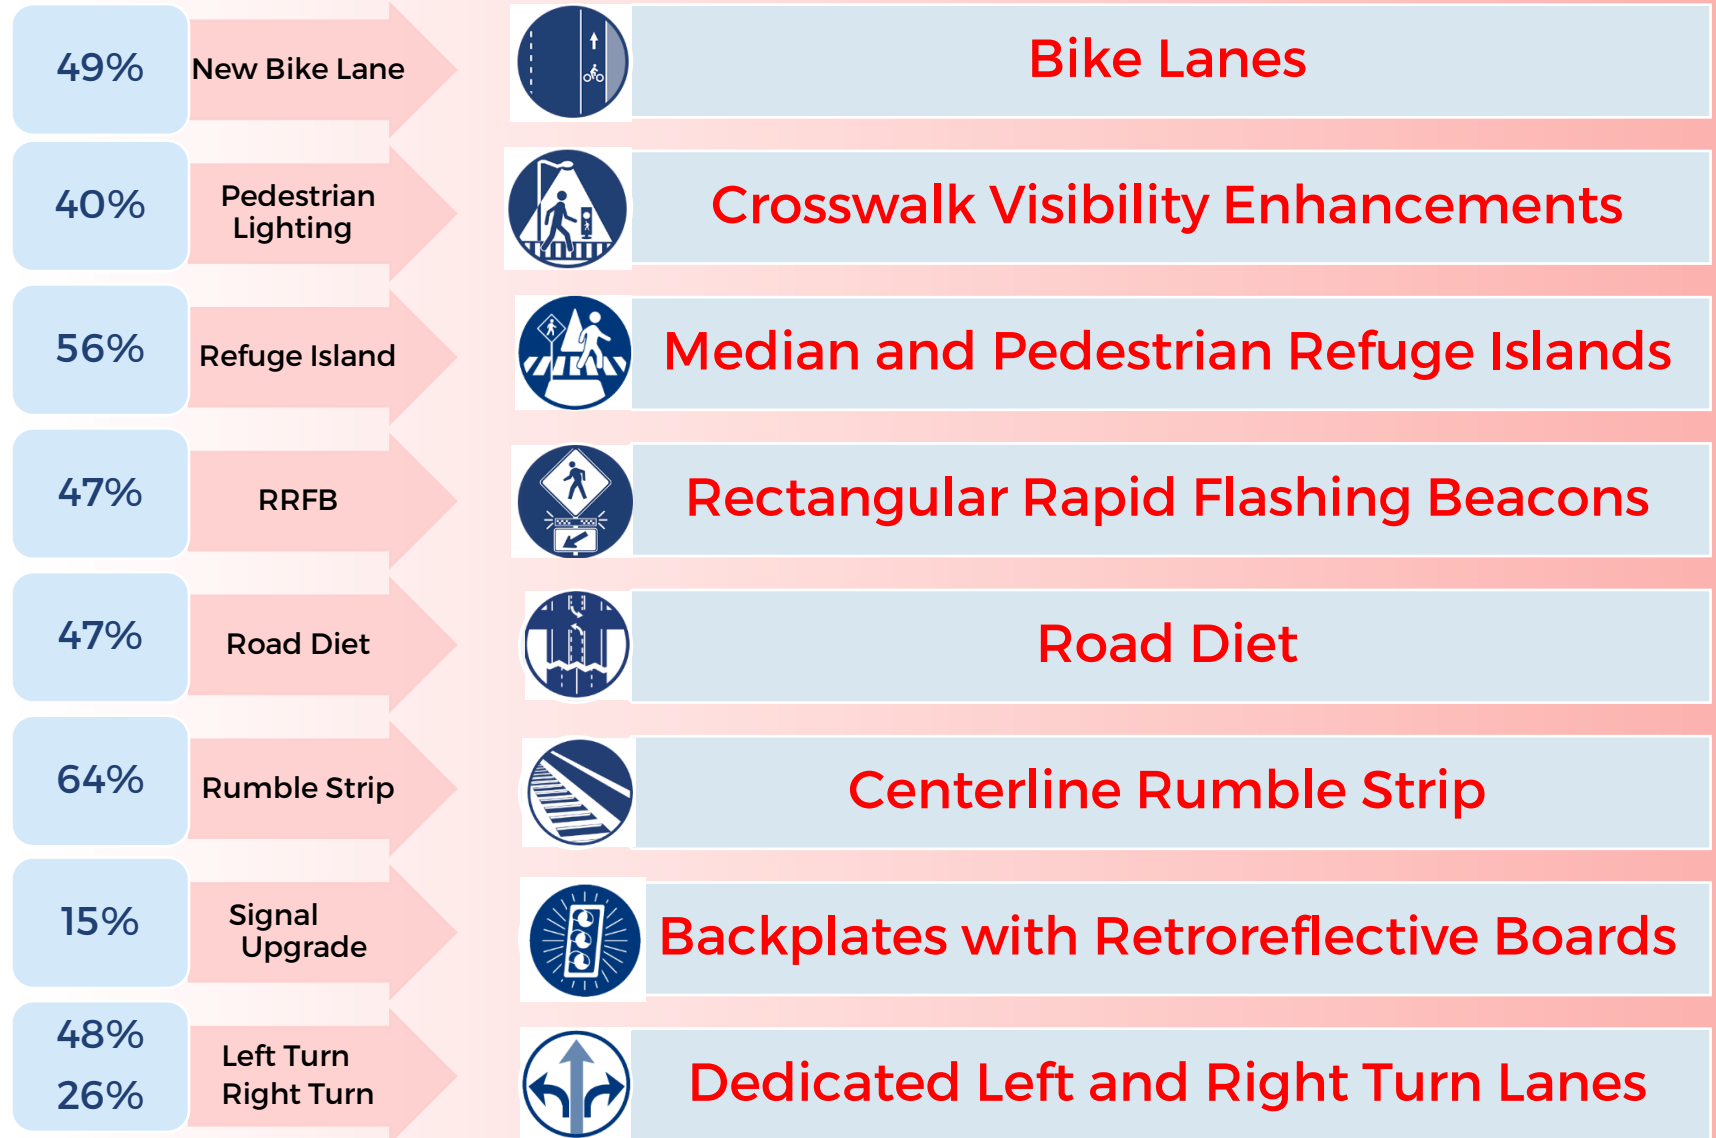 49%
New Bike Lane
Bike Lanes
40%
Pedestrian
Lighting
Crosswalk Visibility Enhancements
56%
Refuge Island
Median and Pedestrian Refuge Islands
47%
RRFB
Rectangular Rapid Flashing Beacons
47%
Road Diet
Road Diet
64%
Rumble Strip
Centerline Rumble Strip
15%
Signal
Upgrade
Backplates with Retroreflective Boards
48%
Left Turn
26%
Right Turn
Dedicated Left and Right Turn Lanes